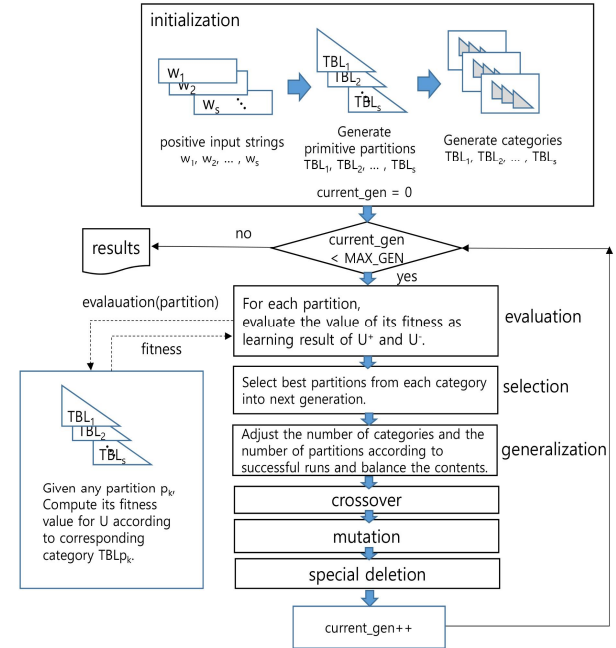 initialization
W1
W2
Ws
TBL1
TBL2
TBLs
positive input strings
w1, w2, ... , ws
Generate
primitive partitions
TBL1, TBL2, ... , TBLs
Generate categories
TBL1, TBL2, ... , TBLs
current_gen = 0
no
results
current_gen
< MAX_GEN
yes
evalauation(partition)
fitness
For each partition,
evaluate the value of its fitness as
learning result of U+ and U-.
evaluation
Select best partitions from each category
into next generation.
selection
Adjust the number of categories and the
number of partitions according to
successful runs and balance the contents.
generalization
TBL1
TBL2
TBLs
Given any partition pk,
Compute its fitness
value for U according
to corresponding
category TBLpk.
crossover
mutation
special deletion
current_gen++